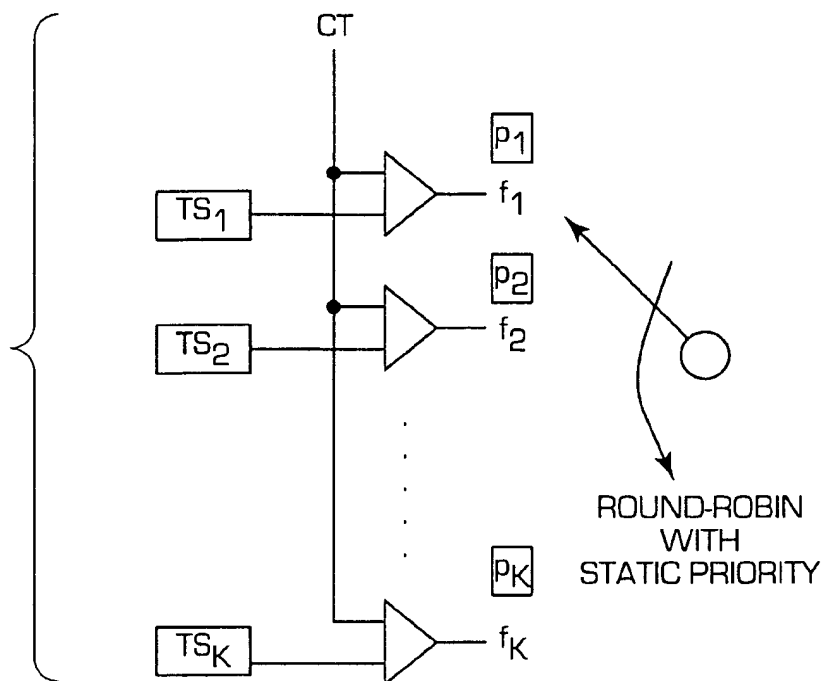 CT
p1
TS1
f1
p2
TS2
f2
ROUND-ROBIN
WITH
STATIC PRIORITY
pK
TSK
fK